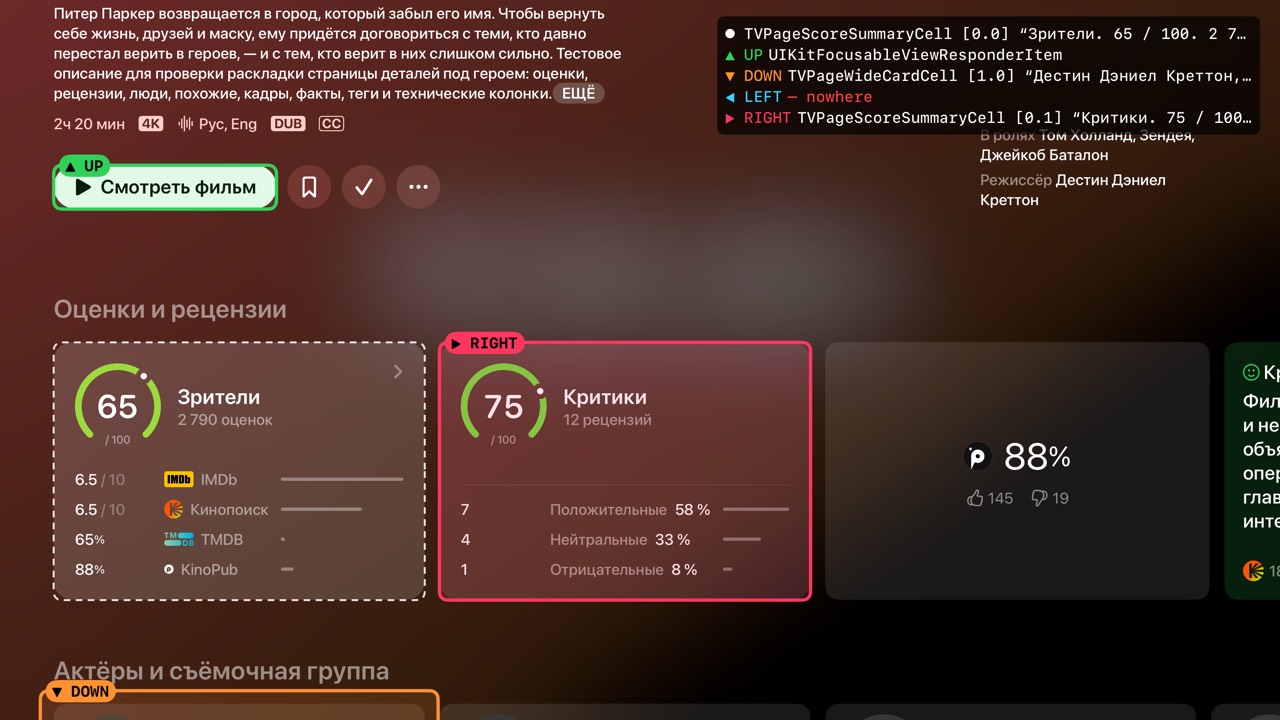 Питер Паркер возвращается в город, который забыл его имя. Чтобы вернуть
себе жизнь, друзей и маску, ему придётся договориться с теми, кто давно
перестал верить в героев, — и с тем, кто верит в них слишком сильно. Тестовое
описание для проверки раскладки страницы деталей под героем: оценки,
рецензии, люди, похожие, кадры, факты, теги и технические колонки. ЕЩЁ
2ч 20 мин 4K Рус, Eng DUB CC
TVPageScoreSummaryCell [0.0] “Зрители. 65 / 100. 2 7…
▲ UP UIKitFocusableViewResponderItem
▼ DOWN TVPageWideCardCell [1.0] “Дестин Дэниел Креттон,…
◀ LEFT — nowhere
▶ RIGHT TVPageScoreSummaryCell [0.1] “Критики. 75 / 100…
В ролях Том Холланд, Зендея,
Джейкоб Баталон
Режиссёр Дестин Дэниел
Креттон
▲ UP
Смотреть фильм
Оценки и рецензии
65
/ 100
Зрители
2 790 оценок
6.5 / 10 IMDb IMDb
6.5 / 10 Кинопоиск
65% TMDB TMDB
88% KinoPub
▶ RIGHT
75
/ 100
Критики
12 рецензий
7 Положительные 58 %
4 Нейтральные 33 %
1 Отрицательные 8 %
88%
145 19
Фил
и не
объя
опер
глав
инте
Актёры и съёмочная группа
▼ DOWN